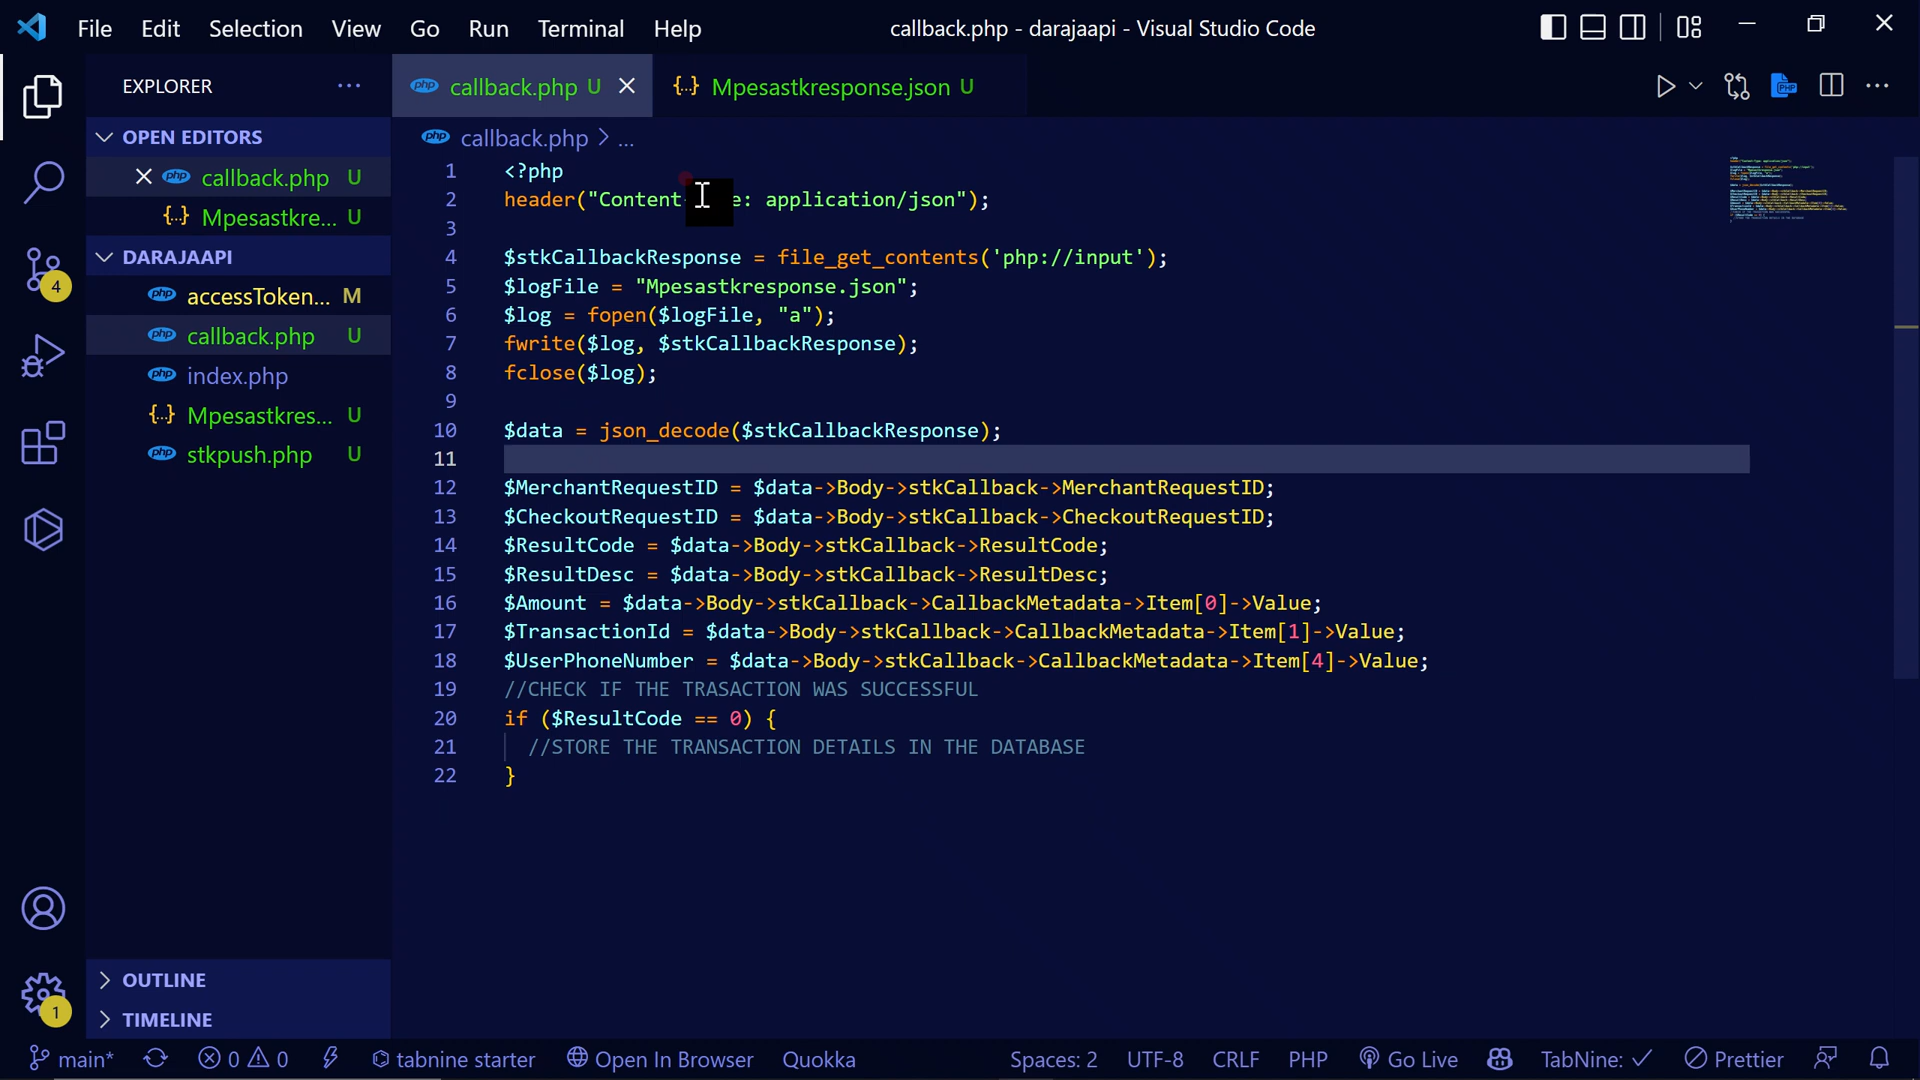 File Edit Selection View Go Run Terminal Help
callback.php - darajaapi - Visual Studio Code
EXPLORER
OPEN EDITORS
callback.php U
Mpesastkre... U
DARAJAAPI
accessToken... M
callback.php U
index.php
Mpesastkres... U
stkpush.php U
OUTLINE
TIMELINE
4
1
callback.php U
Mpesastkresponse.json U
callback.php > ...
1 <?php
2 header("Content e: application/json");
3
4 $stkCallbackResponse = file_get_contents('php://input');
5 $logFile = "Mpesastkresponse.json";
6 $log = fopen($logFile, "a");
7 fwrite($log, $stkCallbackResponse);
8 fclose($log);
9
10 $data = json_decode($stkCallbackResponse);
11
12 $MerchantRequestID = $data->Body->stkCallback->MerchantRequestID;
13 $CheckoutRequestID = $data->Body->stkCallback->CheckoutRequestID;
14 $ResultCode = $data->Body->stkCallback->ResultCode;
15 $ResultDesc = $data->Body->stkCallback->ResultDesc;
16 $Amount = $data->Body->stkCallback->CallbackMetadata->Item[0]->Value;
17 $TransactionId = $data->Body->stkCallback->CallbackMetadata->Item[1]->Value;
18 $UserPhoneNumber = $data->Body->stkCallback->CallbackMetadata->Item[4]->Value;
19 //CHECK IF THE TRASACTION WAS SUCCESSFUL
20 if ($ResultCode == 0) {
21 //STORE THE TRANSACTION DETAILS IN THE DATABASE
22 }
main* 0 0 tabnine starter Open In Browser Quokka Spaces: 2 UTF-8 CRLF PHP Go Live TabNine: ✓ Prettier